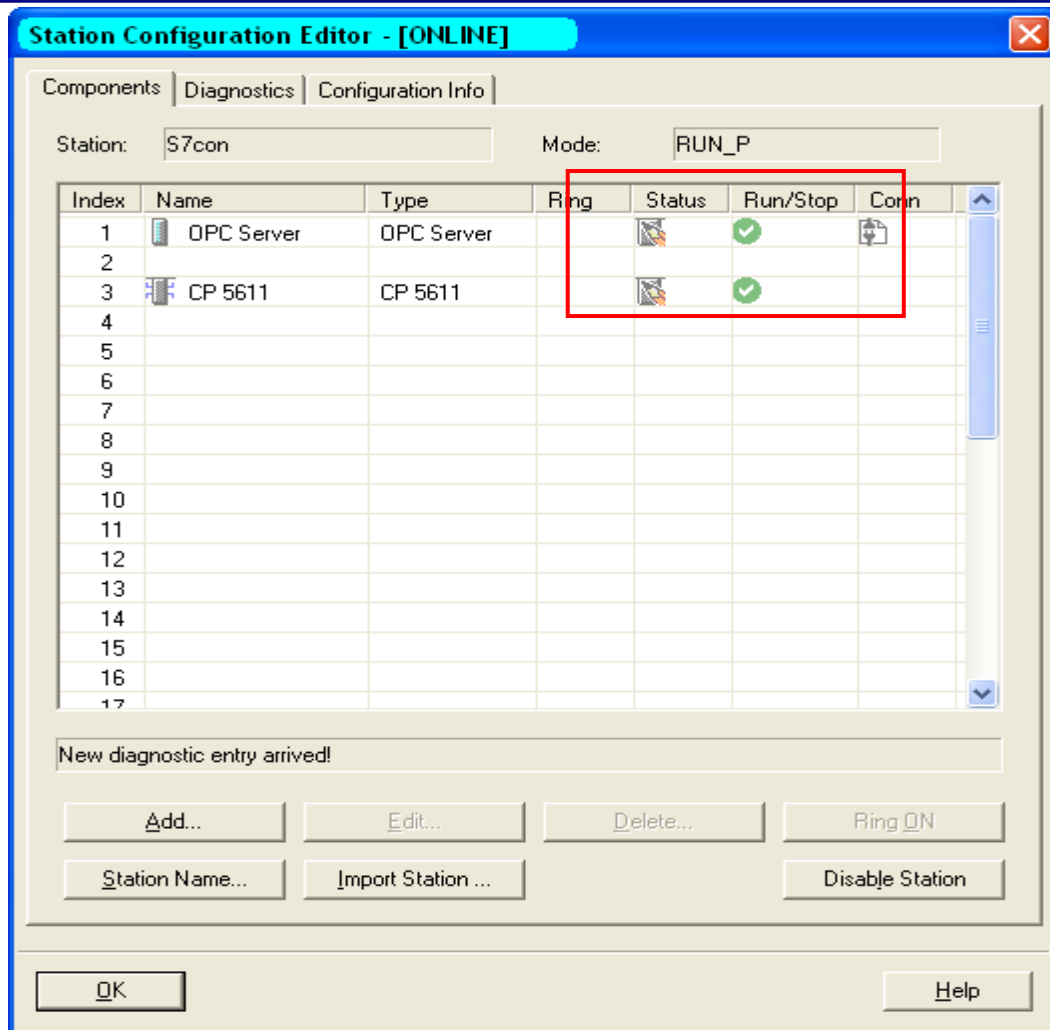 Station Configuration Editor - [ONLINE]
Components Diagnostics Configuration Info
Station: S7con Mode: RUN_P
Index Name Type Ring Status Run/Stop Conn
1 OPC Server OPC Server
2
3 CP 5611 CP 5611
4
5
6
7
8
9
10
11
12
13
14
15
16
17
New diagnostic entry arrived!
Add... Edit... Delete... Ring ON
Station Name... Import Station ... Disable Station
OK Help